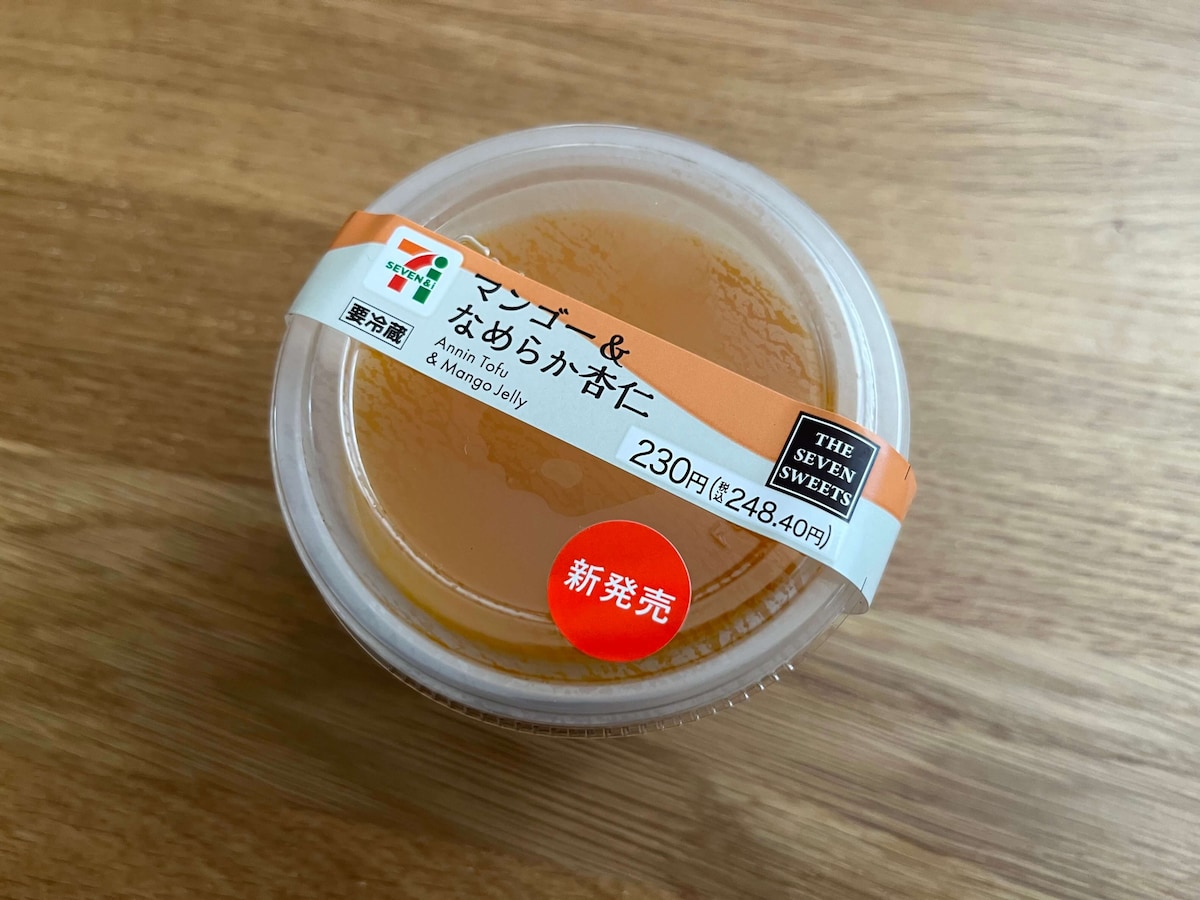 SEVEN&i
要冷蔵
マンゴー&
なめらか杏仁
Annin Tofu
& Mango Jelly
230円(税込248.40円)
THE
SEVEN
SWEETS
新発売